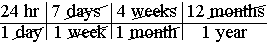 24 hr 7 days 4 weeks 12 months
1 day 1 week 1 month 1 year